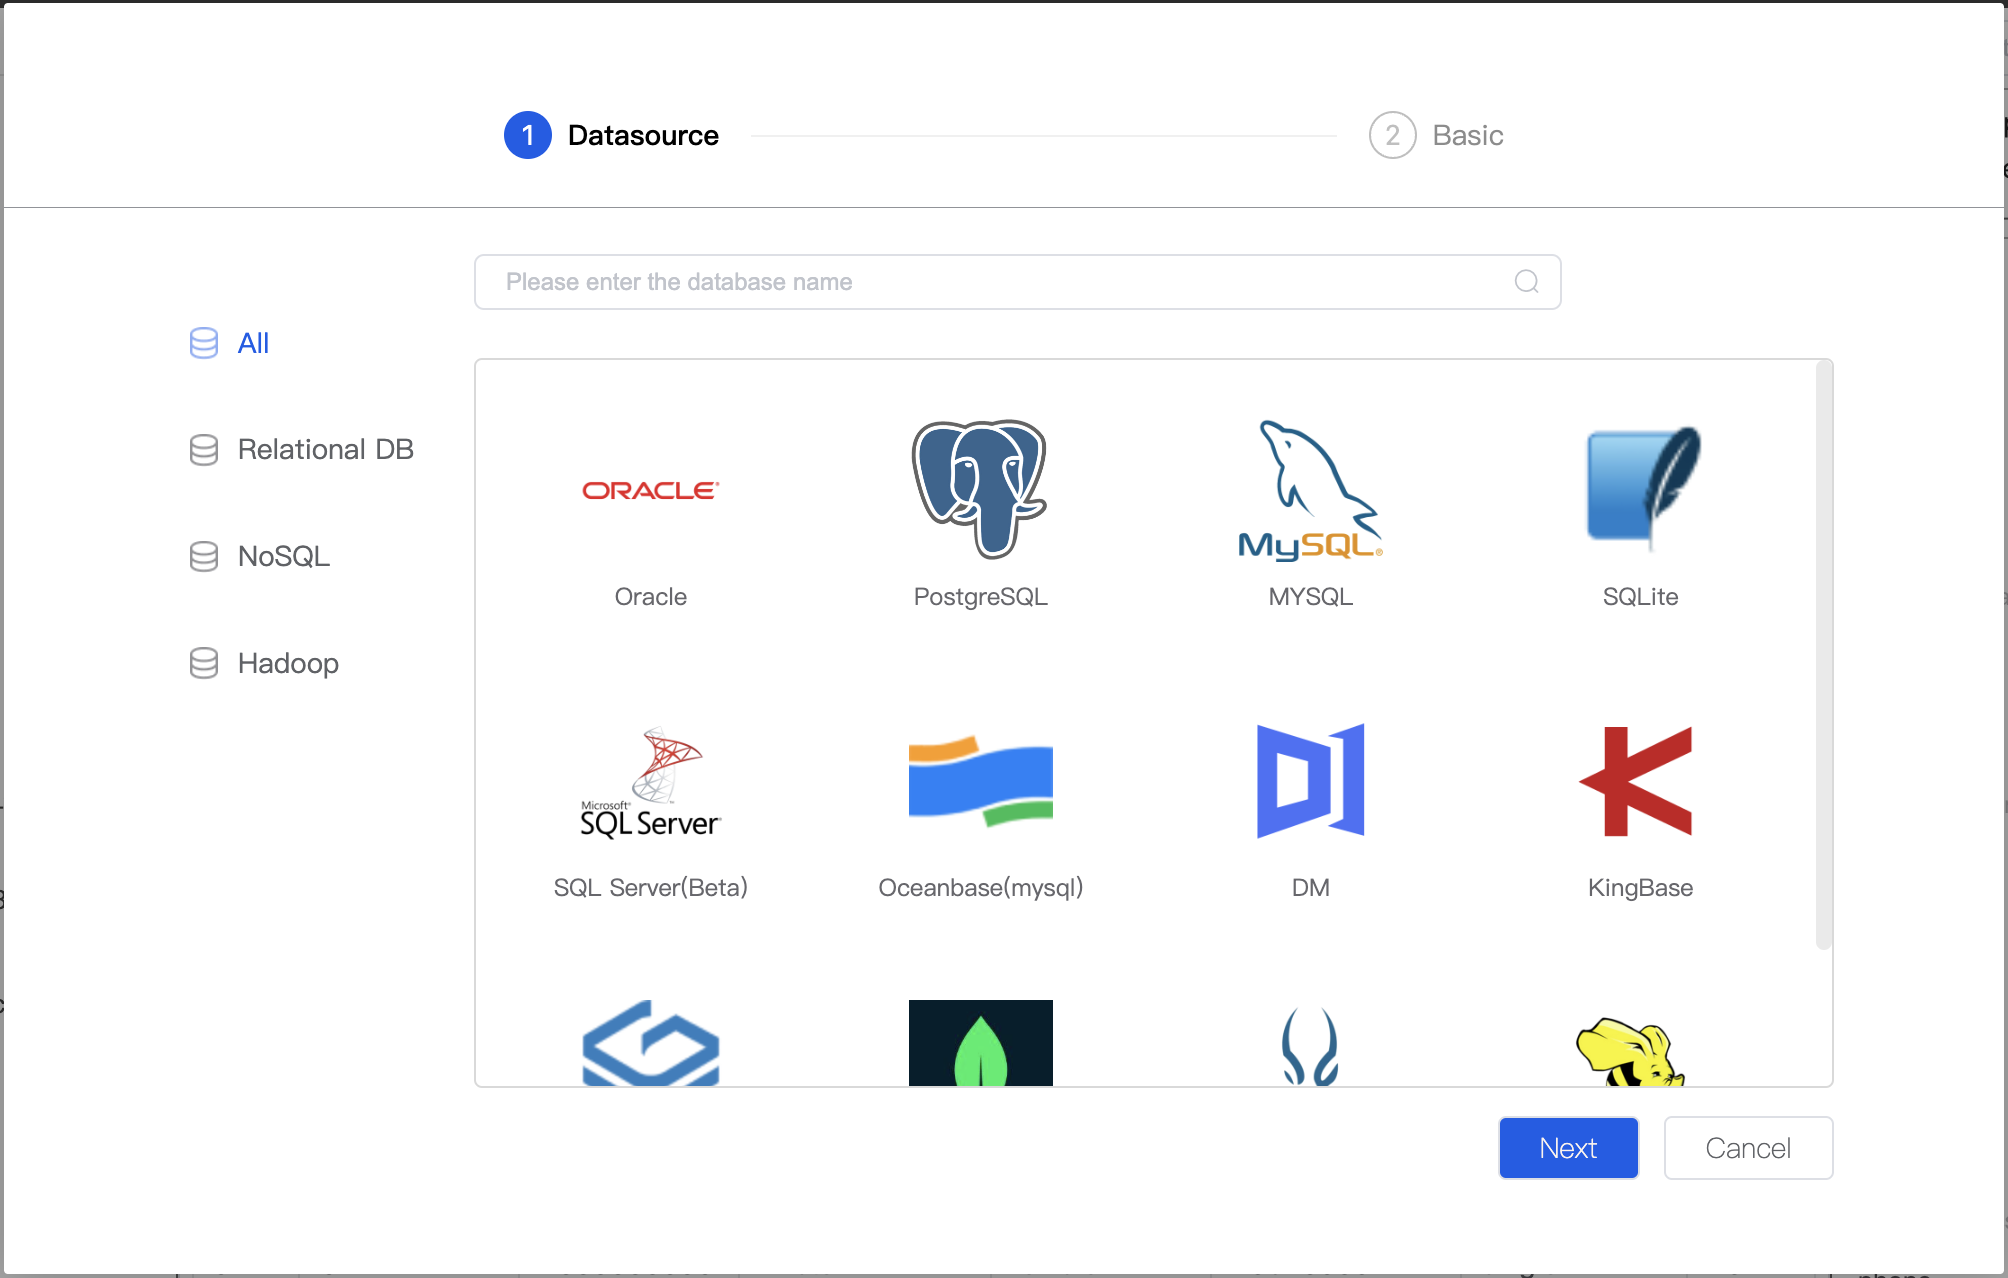 1 Datasource
2 Basic
Please enter the database name
All
Relational DB
NoSQL
Hadoop
ORACLE
MySQL
Oracle
PostgreSQL
MYSQL
SQLite
Microsoft
SQL Server
SQL Server(Beta)
Oceanbase(mysql)
DM
KingBase
Next
Cancel